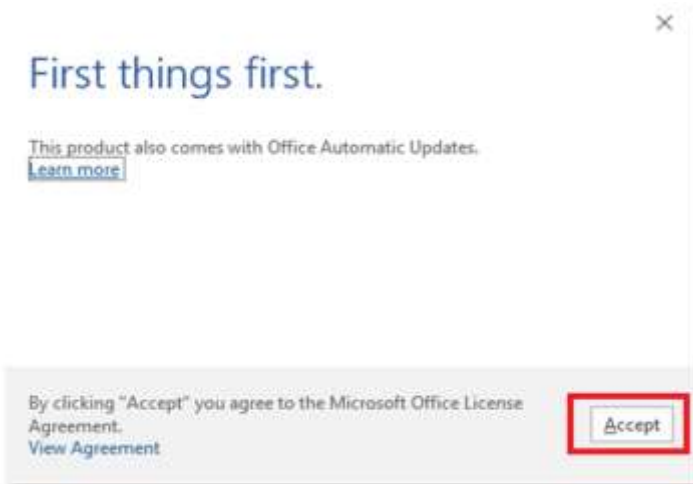 First things first.
This product also comes with Office Automatic Updates.
Learn more
By clicking "Accept" you agree to the Microsoft Office License
Agreement.
View Agreement
Accept